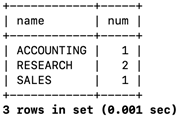 +------------+-----+
| name       | num |
+------------+-----+
| ACCOUNTING |   1 |
| RESEARCH   |   2 |
| SALES      |   1 |
+------------+-----+
3 rows in set (0.001 sec)